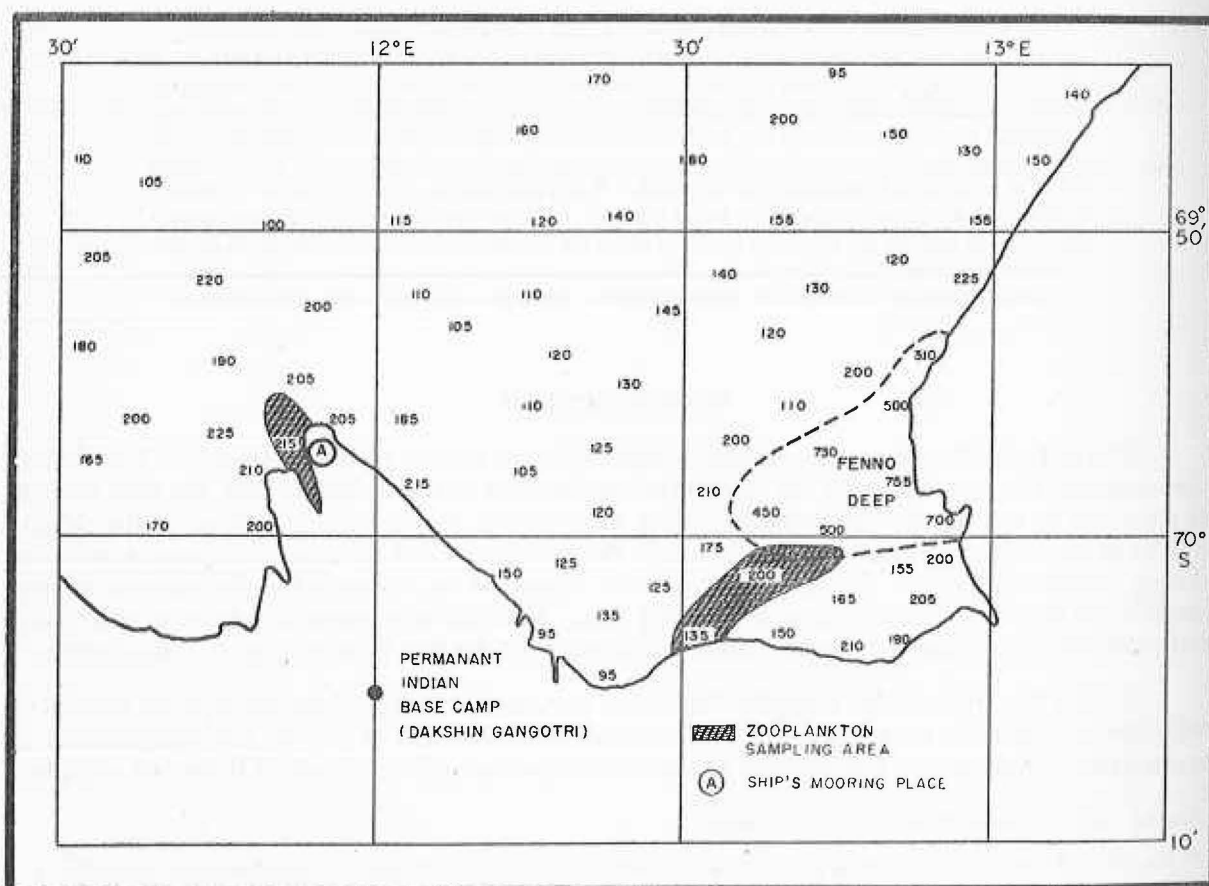 30' 12°E 30' 13°E
170 95
140
160 200 150
110 180 130 150
105
100 115 120 140 155 155 69°
50'
205 120
220 200 110 110 140 130 225
145
105 120
180 190 120 310
205 130 200
200 205 165 110 110 500
225 215 A 125 200 730 FENNO
165 210 215 105 755
210 DEEP
170 200 120 450 500 700 70°
S
150 125 175 200 155 200
125 165 205
135
95 135 150 210 190
95
PERMANANT
INDIAN
BASE CAMP
(DAKSHIN GANGOTRI)
ZOOPLANKTON
SAMPLING AREA
A SHIP'S MOORING PLACE
10'